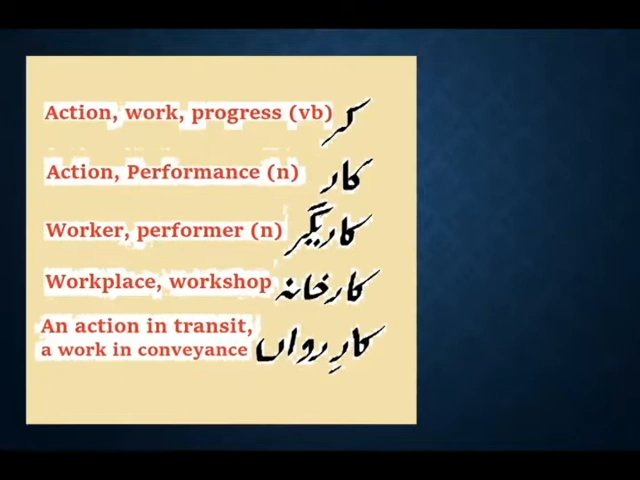 Action, work, progress (vb) کر
Action, Performance (n) کار
Worker, performer (n) کاریگر
Workplace, workshop کارخانہ
An action in transit,
a work in conveyance کارِ رواں